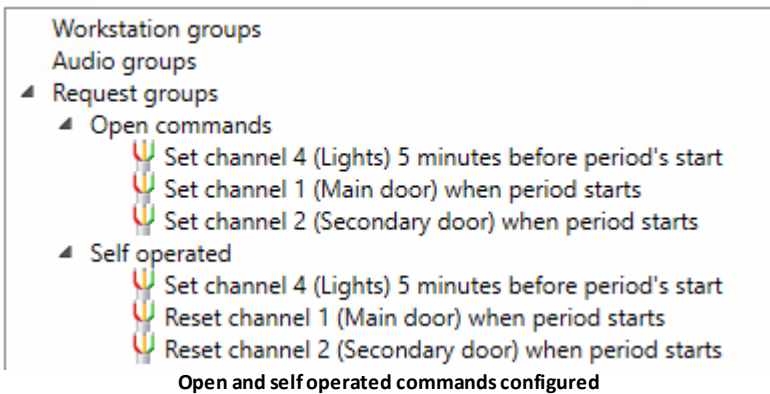 Workstation groups
Audio groups
Request groups
Open commands
Set channel 4 (Lights) 5 minutes before period's start
Set channel 1 (Main door) when period starts
Set channel 2 (Secondary door) when period starts
Self operated
Set channel 4 (Lights) 5 minutes before period's start
Reset channel 1 (Main door) when period starts
Reset channel 2 (Secondary door) when period starts
Open and self operated commands configured